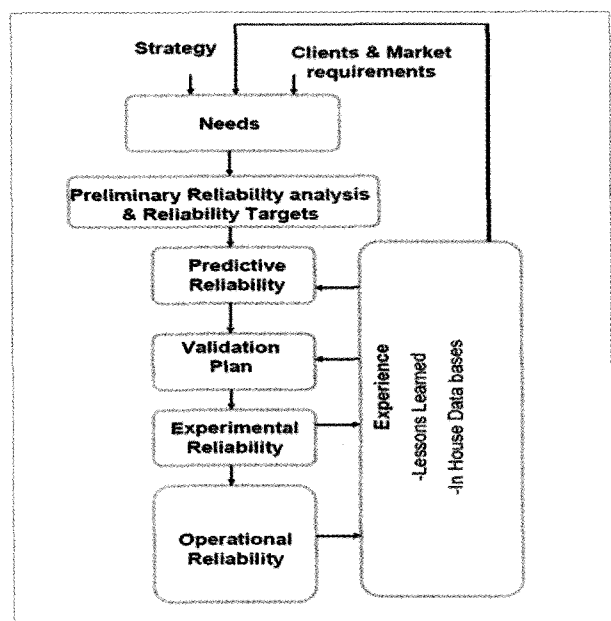 Strategy
Clients & Market
requirements
Needs
Preliminary Reliability analysis
& Reliability Targets
Predictive
Reliability
Validation
Plan
Experimental
Reliability
Operational
Reliability
Experience
-Lessons Learned
-In House Data bases